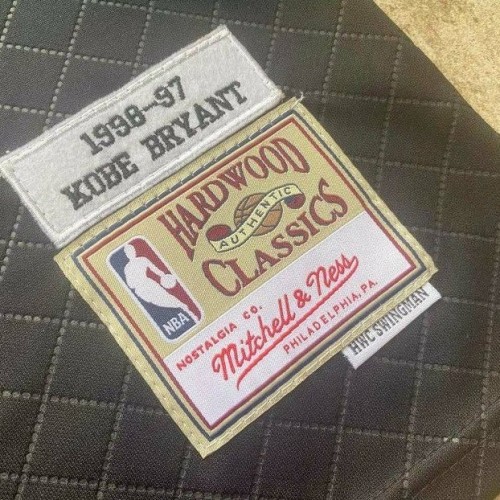 1996-97
KOBE BRYANT
HARDWOOD
AUTHENTIC
CLASSICS
NBA
NOSTALGIA CO.
Mitchell & Ness
PHILADELPHIA, PA.
HWC SWINGMAN